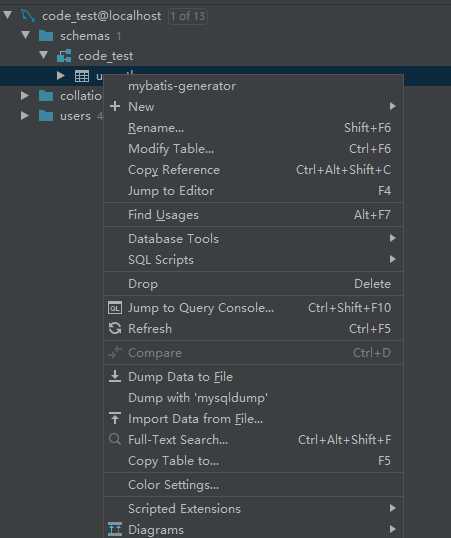 code_test@localhost 1 of 13
schemas 1
code_test
mybatis-generator
New
Rename... Shift+F6
Modify Table... Ctrl+F6
Copy Reference Ctrl+Alt+Shift+C
Jump to Editor F4
Find Usages Alt+F7
Database Tools
SQL Scripts
Drop Delete
QL Jump to Query Console... Ctrl+Shift+F10
Refresh Ctrl+F5
Compare Ctrl+D
Dump Data to File
Dump with 'mysqldump'
Import Data from File...
Full-Text Search... Ctrl+Alt+Shift+F
Copy Table to... F5
Color Settings...
Scripted Extensions
Diagrams
collatio
users 4